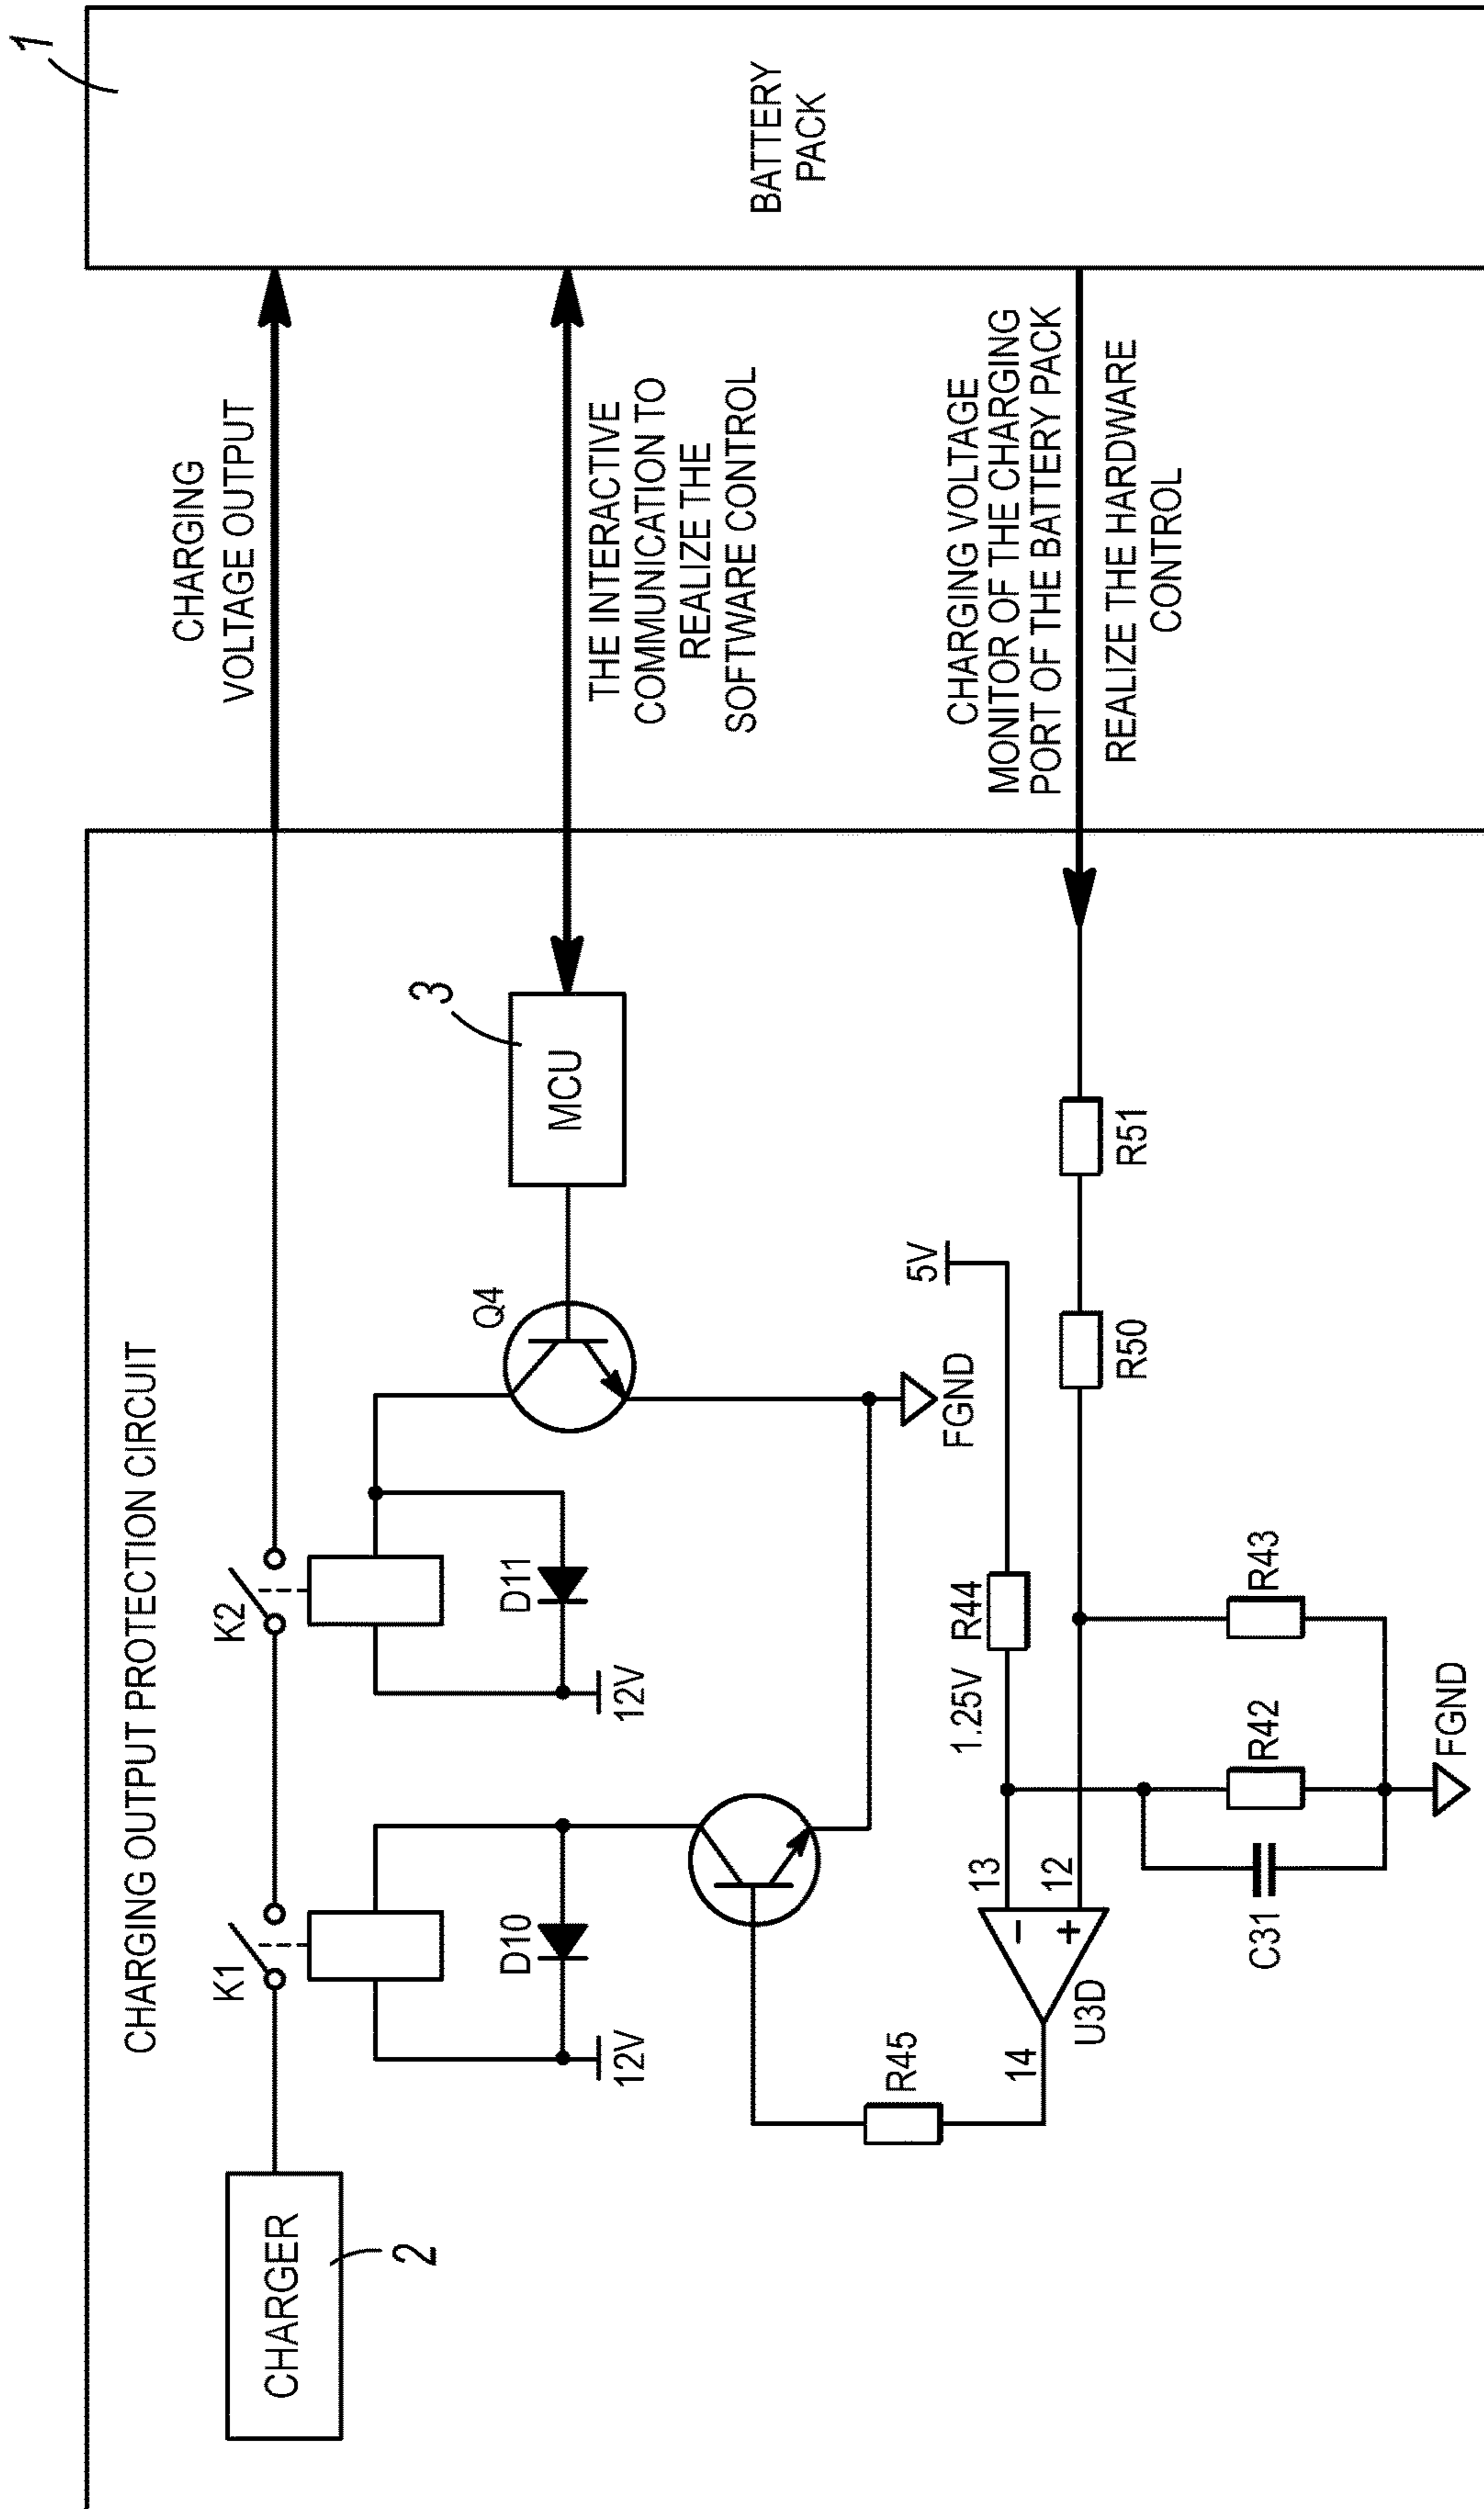 CHARGING OUTPUT PROTECTION CIRCUIT
1
BATTERY
PACK
CHARGING
VOLTAGE OUTPUT
THE INTERACTIVE
COMMUNICATION TO
REALIZE THE
SOFTWARE CONTROL
CHARGING VOLTAGE
MONITOR OF THE CHARGING
PORT OF THE BATTERY PACK
REALIZE THE HARDWARE
CONTROL
CHARGER
2
K1
K2
D10
D11
12V
12V
Q4
MCU
3
FGND
5V
R44
1.25V
R51
R50
R43
R42
C31
FGND
13
12
-
+
U3D
14
R45